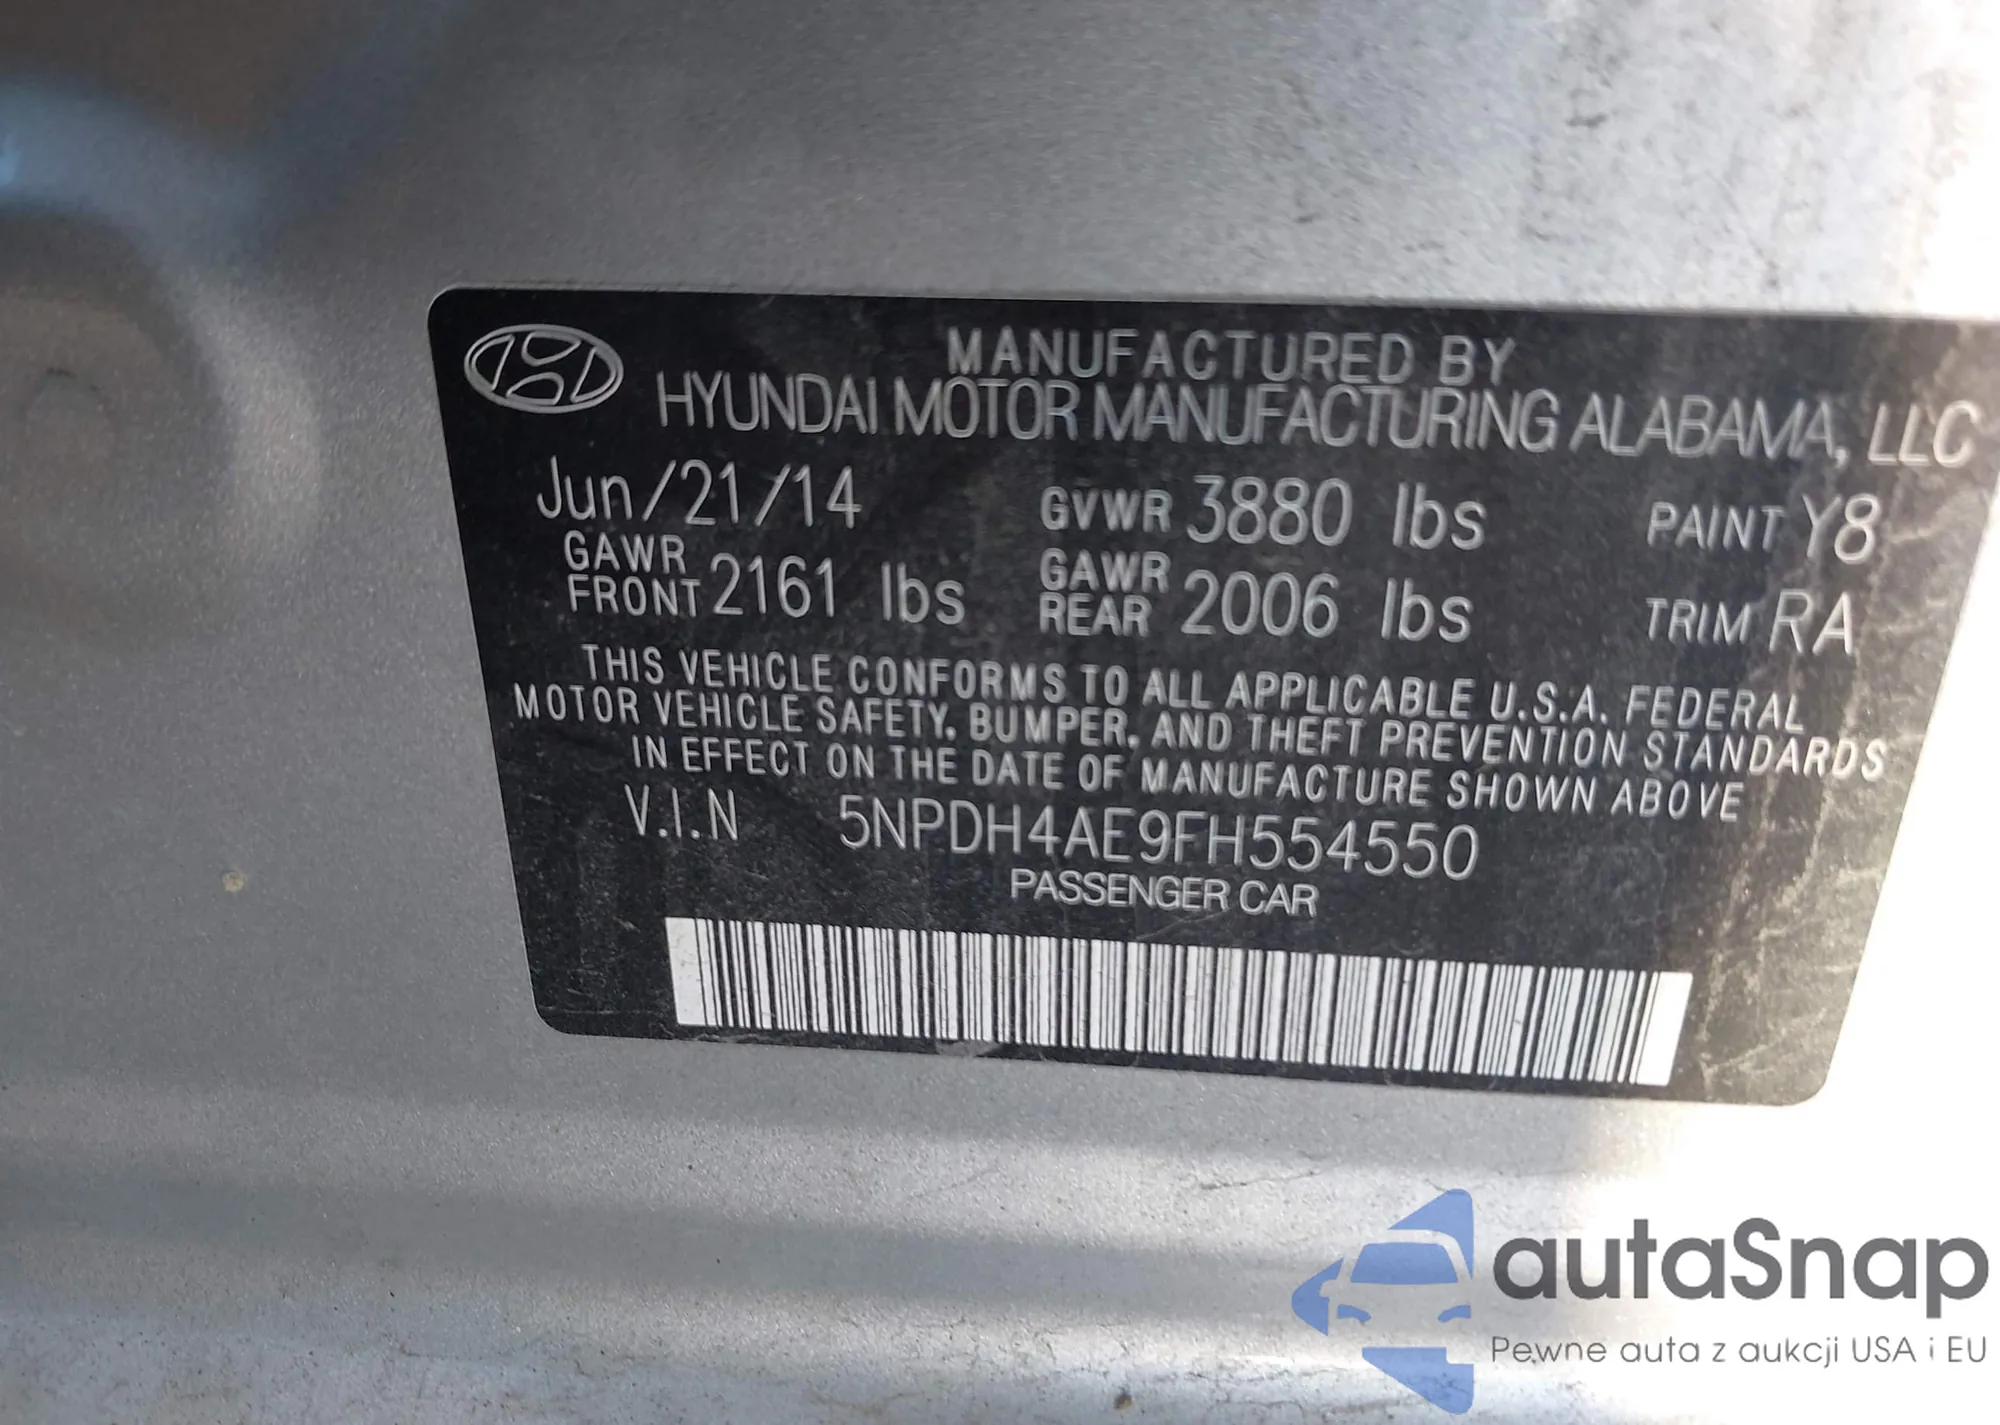 MANUFACTURED BY
HYUNDAI MOTOR MANUFACTURING ALABAMA, LLC
Jun/21/14 GVWR 3880 lbs PAINT Y8
GAWR FRONT 2161 lbs GAWR REAR 2006 lbs TRIM RA
THIS VEHICLE CONFORMS TO ALL APPLICABLE U.S.A. FEDERAL
MOTOR VEHICLE SAFETY, BUMPER, AND THEFT PREVENTION STANDARDS
IN EFFECT ON THE DATE OF MANUFACTURE SHOWN ABOVE
V.I.N 5NPDH4AE9FH554550
PASSENGER CAR
autaSnap
Pewne auta z aukcji USA i EU